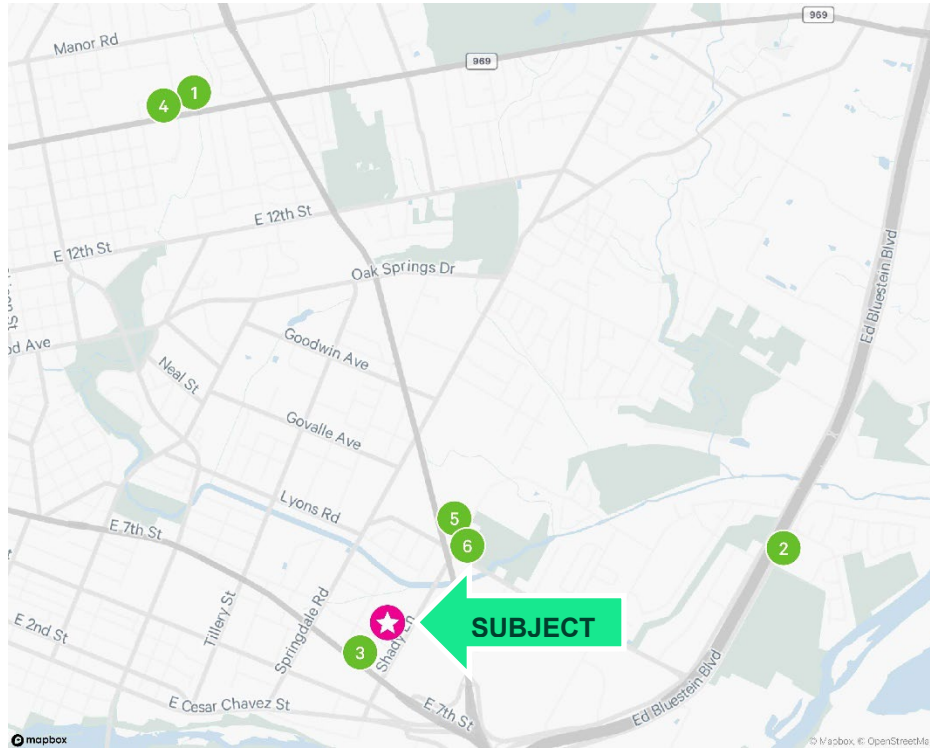 969
Manor Rd
969
1
4
E 12th St
E 12th St
Oak Springs Dr
Ed Bluestein Blvd
Goodwin Ave
Neal St
Govalle Ave
Lyons Rd
5
E 7th St
6
2
Tillery St
Springdale Rd
E 2nd St
SUBJECT
3
Shady Ln
E Cesar Chavez St
E 7th St
Ed Bluestein Blvd
mapbox
© Mapbox, © OpenStreetMa